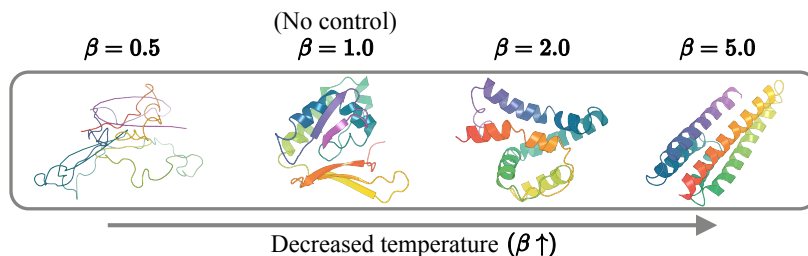 (No control)
β = 0.5 β = 1.0 β = 2.0 β = 5.0
Decreased temperature (β ↑)